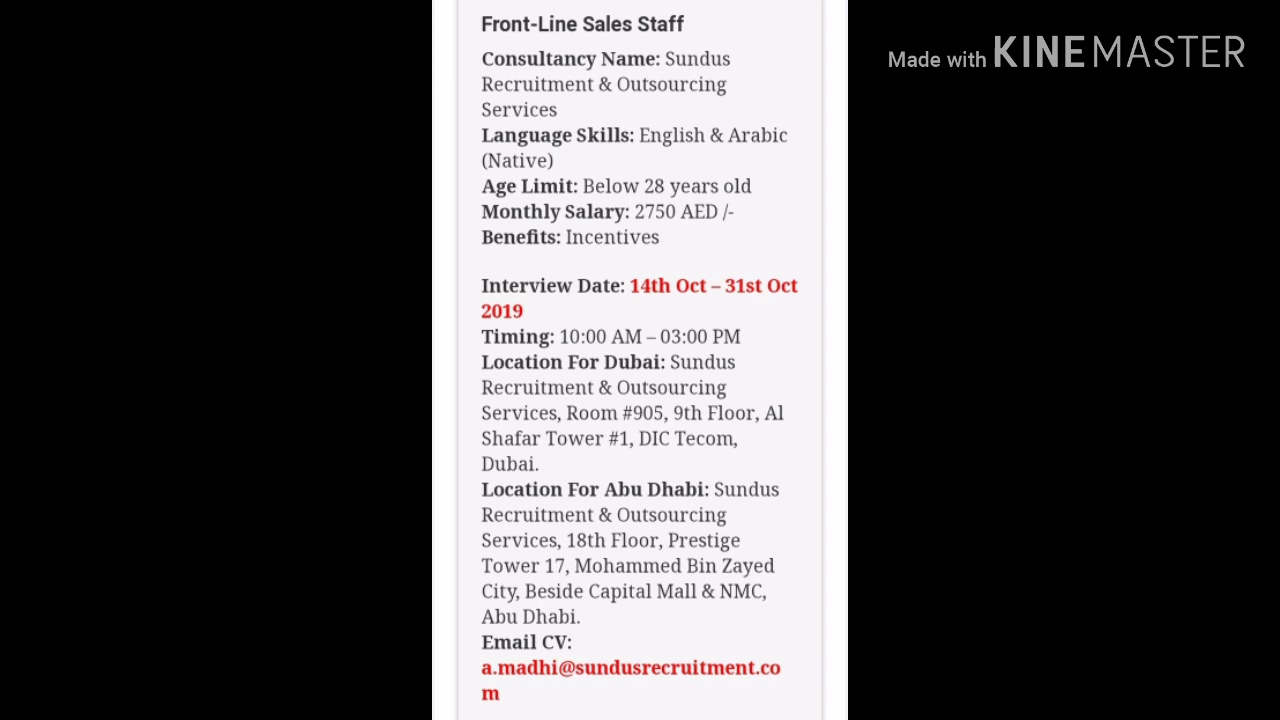 Front-Line Sales Staff
Made with KINEMASTER
Consultancy Name: Sundus
Recruitment & Outsourcing
Services
Language Skills: English & Arabic
(Native)
Age Limit: Below 28 years old
Monthly Salary: 2750 AED /-
Benefits: Incentives
Interview Date: 14th Oct – 31st Oct
2019
Timing: 10:00 AM – 03:00 PM
Location For Dubai: Sundus
Recruitment & Outsourcing
Services, Room #905, 9th Floor, Al
Shafar Tower #1, DIC Tecom,
Dubai.
Location For Abu Dhabi: Sundus
Recruitment & Outsourcing
Services, 18th Floor, Prestige
Tower 17, Mohammed Bin Zayed
City, Beside Capital Mall & NMC,
Abu Dhabi.
Email CV:
a.madhi@sundusrecruitment.co
m